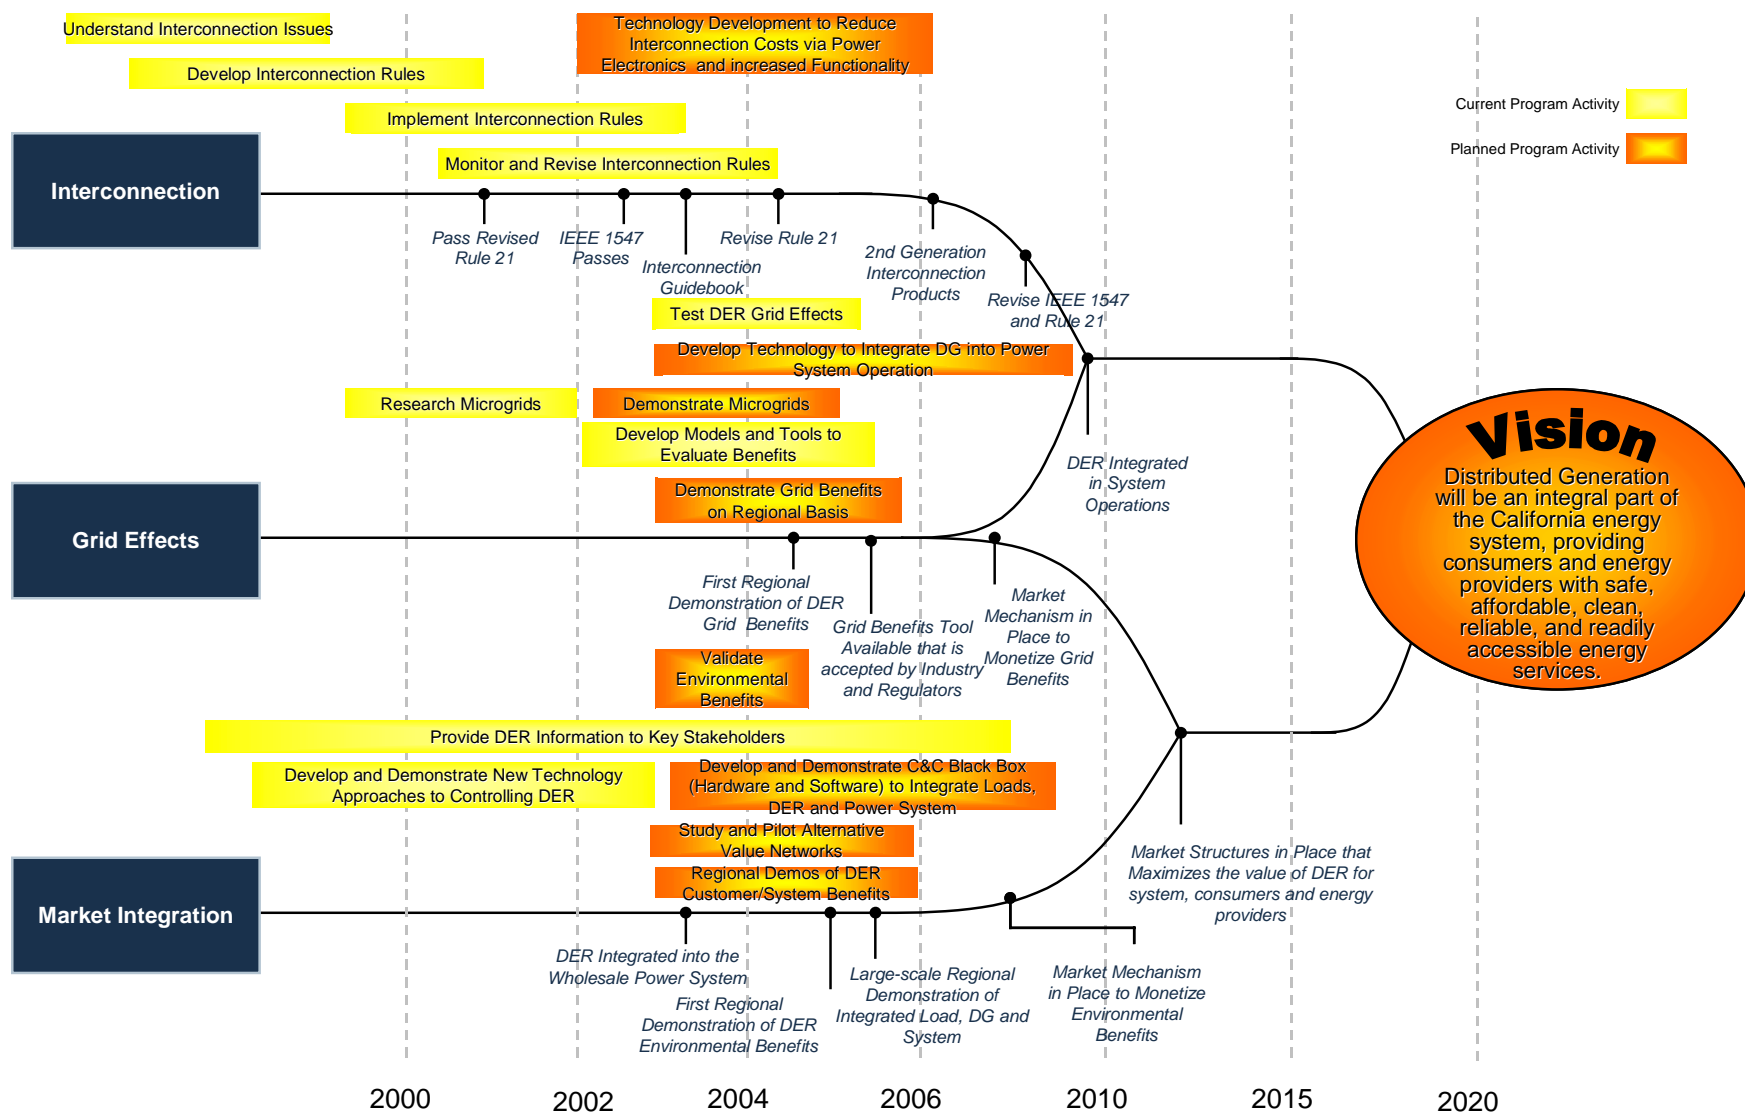 Understand Interconnection Issues
Develop Interconnection Rules
Implement Interconnection Rules
Monitor and Revise Interconnection Rules
Technology Development to Reduce
Interconnection Costs via Power
Electronics and increased Functionality
Current Program Activity
Planned Program Activity
Interconnection
Pass Revised
Rule 21
IEEE 1547
Passes
Interconnection
Guidebook
Revise Rule 21
2nd Generation
Interconnection
Products
Revise IEEE 1547
and Rule 21
Test DER Grid Effects
Develop Technology to Integrate DG into Power
System Operation
Research Microgrids
Demonstrate Microgrids
Develop Models and Tools to
Evaluate Benefits
Demonstrate Grid Benefits
on Regional Basis
DER Integrated
in System
Operations
Grid Effects
First Regional
Demonstration of DER
Grid Benefits
Grid Benefits Tool
Available that is
accepted by Industry
and Regulators
Market
Mechanism in
Place to
Monetize Grid
Benefits
Vision
Distributed Generation
will be an integral part of
the California energy
system, providing
consumers and energy
providers with safe,
affordable, clean,
reliable, and readily
accessible energy
services.
Validate
Environmental
Benefits
Provide DER Information to Key Stakeholders
Develop and Demonstrate New Technology
Approaches to Controlling DER
Develop and Demonstrate C&C Black Box
(Hardware and Software) to Integrate Loads,
DER and Power System
Study and Pilot Alternative
Value Networks
Regional Demos of DER
Customer/System Benefits
Market Integration
DER Integrated into the
Wholesale Power System
First Regional
Demonstration of DER
Environmental Benefits
Large-scale Regional
Demonstration of
Integrated Load, DG and
System
Market Mechanism
in Place to Monetize
Environmental
Benefits
Market Structures in Place that
Maximizes the value of DER for
system, consumers and energy
providers
2000
2002
2004
2006
2010
2015
2020